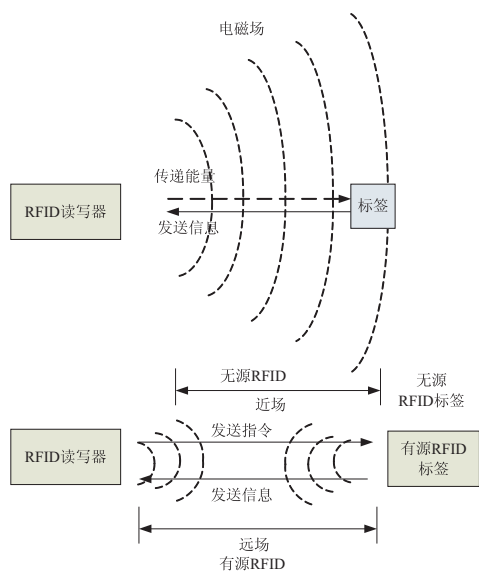 电磁场
传递能量
RFID读写器
标签
发送信息
无源RFID
近场
无源
RFID标签
发送指令
RFID读写器
有源RFID
标签
发送信息
远场
有源RFID